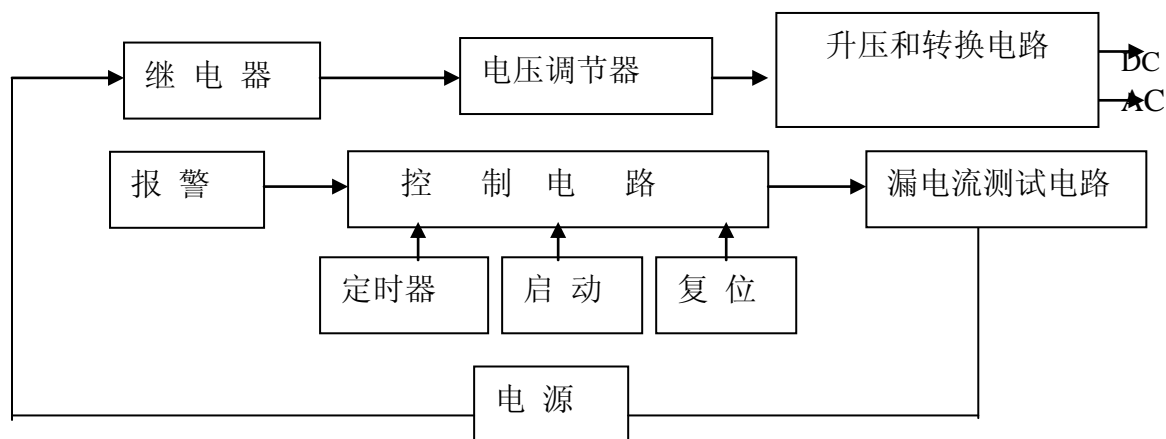 继 电 器
电压调节器
升压和转换电路
DC
AC
报 警
控 制 电 路
漏电流测试电路
定时器
启 动
复 位
电 源